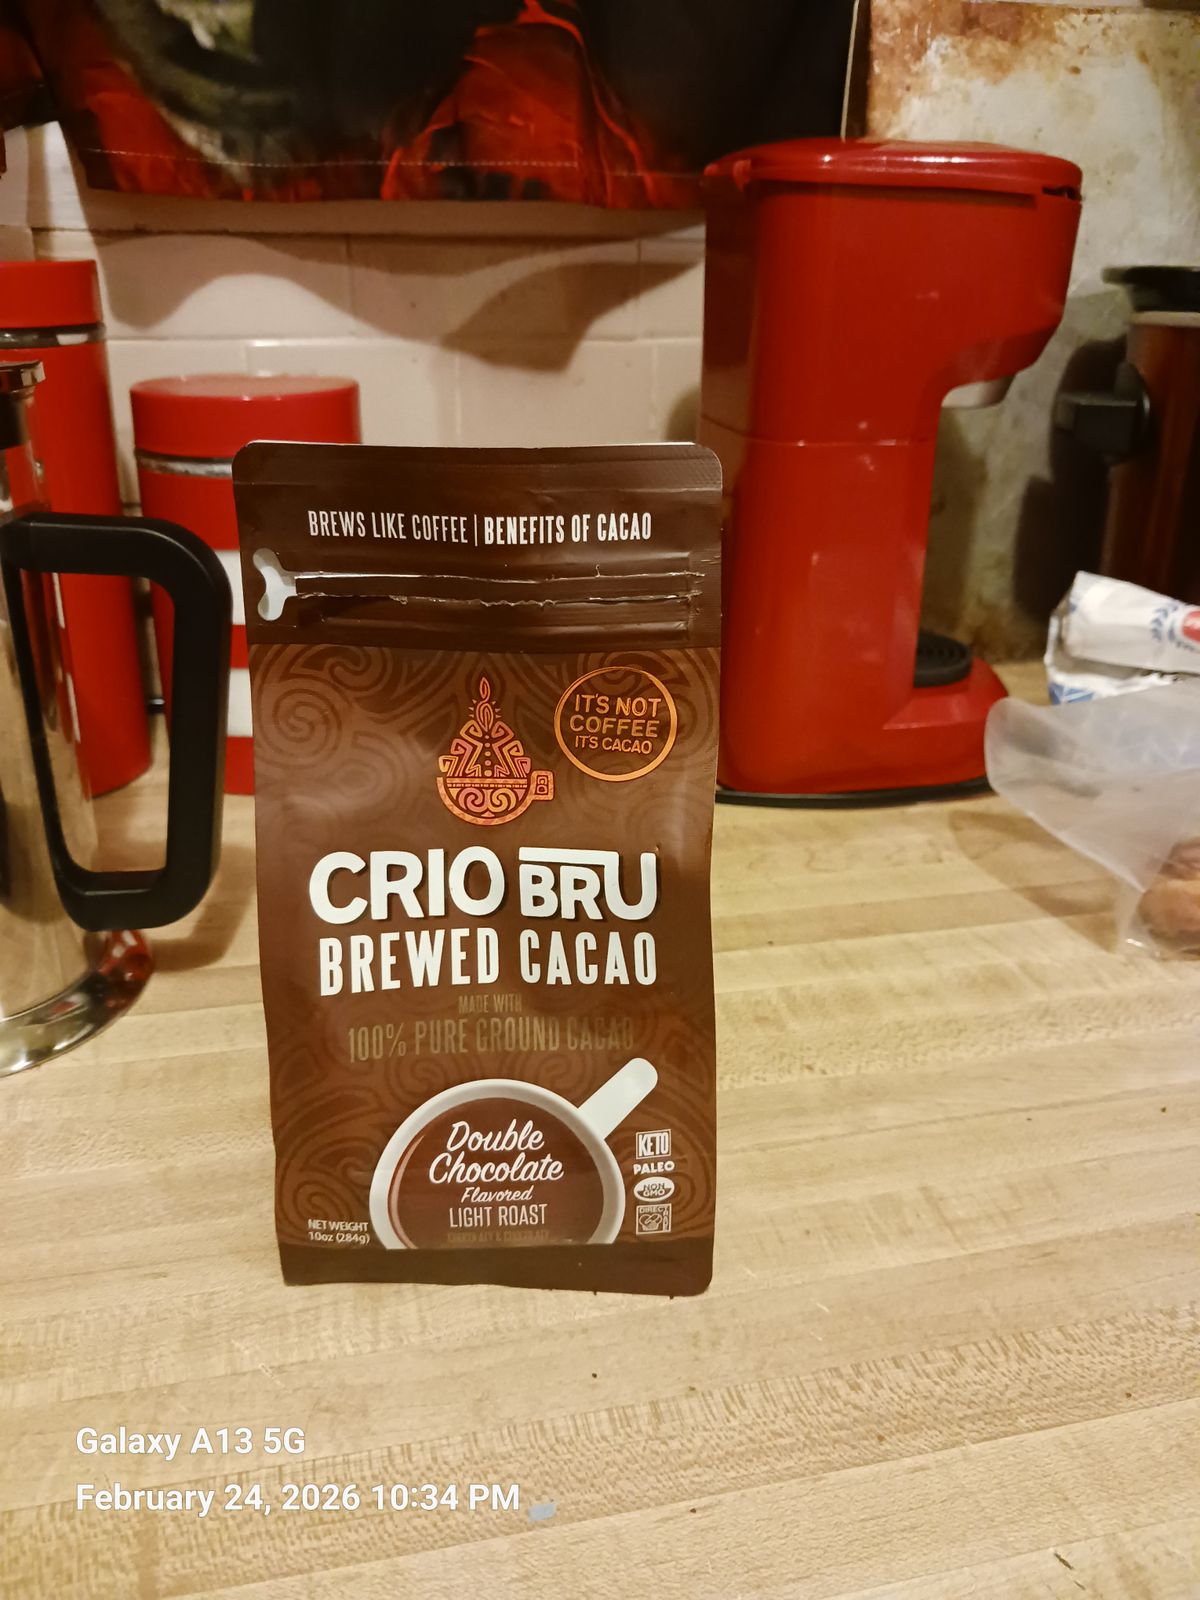 BREWS LIKE COFFEE | BENEFITS OF CACAO
IT'S NOT
COFFEE
IT'S CACAO
CRIO BRU
BREWED CACAO
MADE WITH
100% PURE GROUND CACAO
Double
Chocolate
Flavored
LIGHT ROAST
KETO
PALEO
NON
GMO
DIRECT
NET WEIGHT
10oz (284g)
Galaxy A13 5G
February 24, 2026 10:34 PM